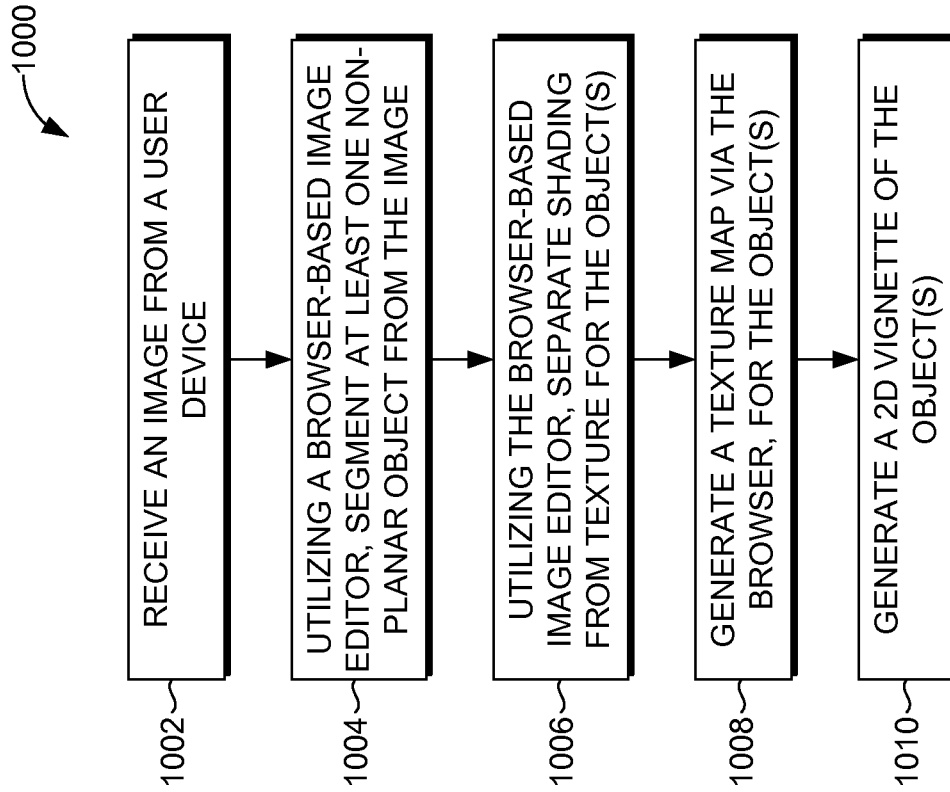 1000
1002
RECEIVE AN IMAGE FROM A USER
DEVICE
1004
UTILIZING A BROWSER-BASED IMAGE
EDITOR, SEGMENT AT LEAST ONE NON-
PLANAR OBJECT FROM THE IMAGE
1006
UTILIZING THE BROWSER-BASED
IMAGE EDITOR, SEPARATE SHADING
FROM TEXTURE FOR THE OBJECT(S)
1008
GENERATE A TEXTURE MAP VIA THE
BROWSER, FOR THE OBJECT(S)
1010
GENERATE A 2D VIGNETTE OF THE
OBJECT(S)